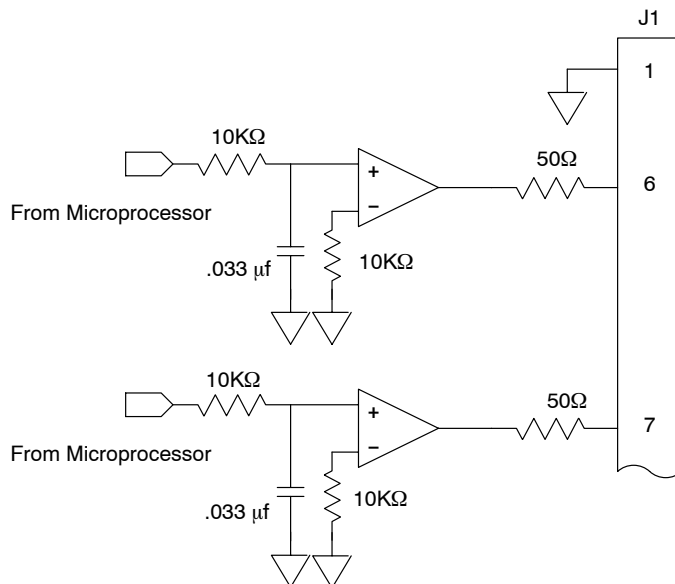 J1
1
10KΩ
50Ω
+
6
−
From Microprocessor
.033 µf
10KΩ
10KΩ
50Ω
+
7
−
From Microprocessor
.033 µf
10KΩ